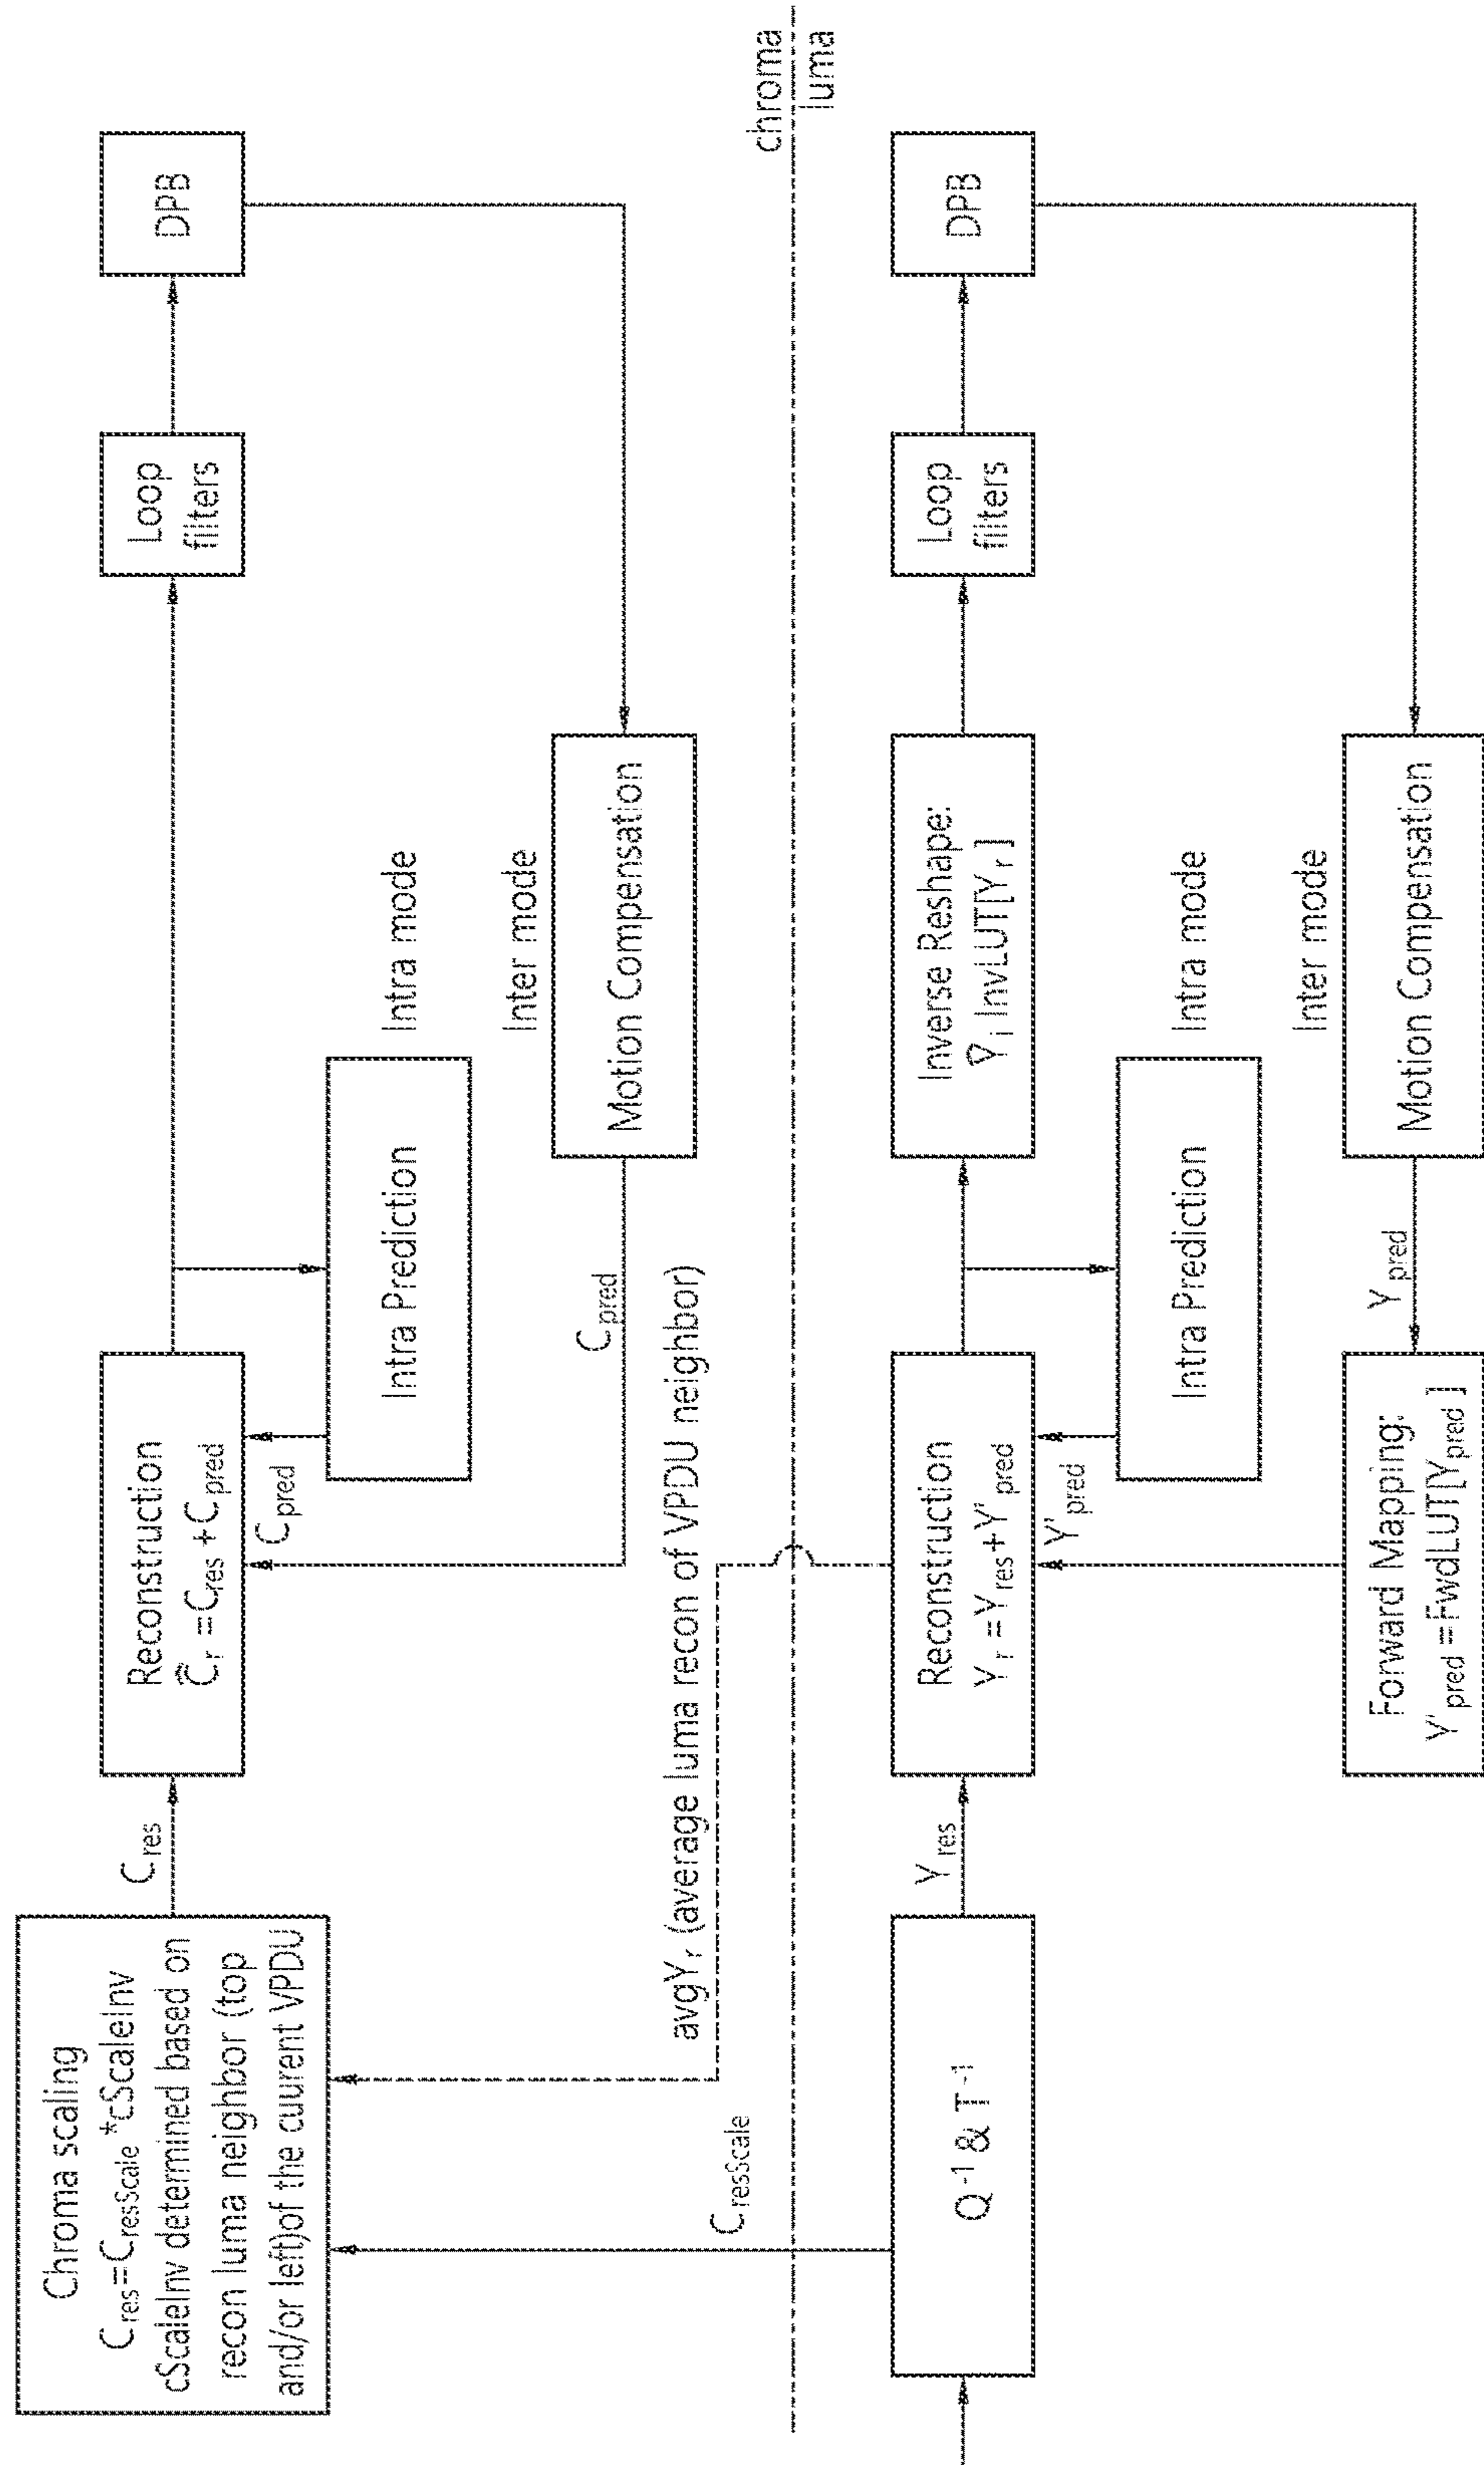 Chroma scaling
C_res=C_resScale*cScaleInv
cScaleInv determined based on
recon luma neighbor (top
and/or left)of the cuurent VPDU
C_res
Reconstruction
C̃_r =C_res+C_pred
C_pred
Intra Prediction
Intra mode
Loop
filters
DPB
Inter mode
Motion Compensation
C_pred
avgY_r (average luma recon of VPDU neighbor)
C_resScale
chroma
luma
Q⁻¹ & T⁻¹
Y_res
Reconstruction
Y_r =Y_res+Y'_pred
Y'_pred
Intra Prediction
Intra mode
Inverse Reshape:
Ŷ_i InvLUT[Y_r]
Loop
filters
DPB
Inter mode
Motion Compensation
Y_pred
Forward Mapping:
Y'_pred=FwdLUT[Y_pred]